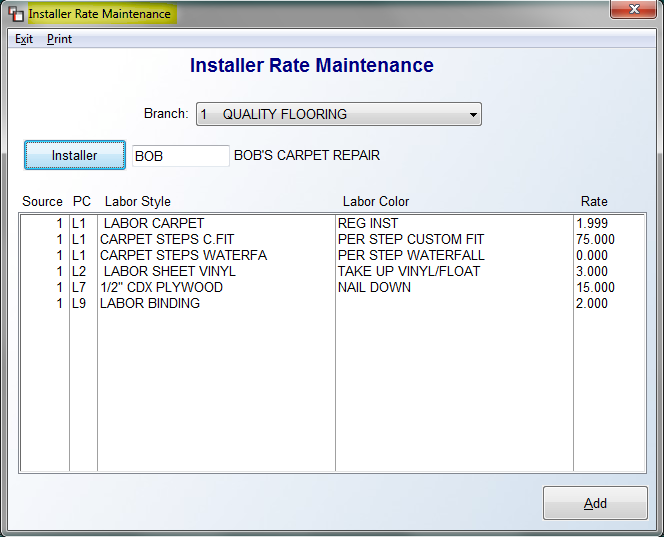 Installer Rate Maintenance
Exit Print
Installer Rate Maintenance
Branch: 1 QUALITY FLOORING
Installer BOB BOB'S CARPET REPAIR
Source PC Labor Style Labor Color Rate
1 L1 LABOR CARPET REG INST 1.999
1 L1 CARPET STEPS C.FIT PER STEP CUSTOM FIT 75.000
1 L1 CARPET STEPS WATERFA PER STEP WATERFALL 0.000
1 L2 LABOR SHEET VINYL TAKE UP VINYL/FLOAT 3.000
1 L7 1/2" CDX PLYWOOD NAIL DOWN 15.000
1 L9 LABOR BINDING 2.000
Add